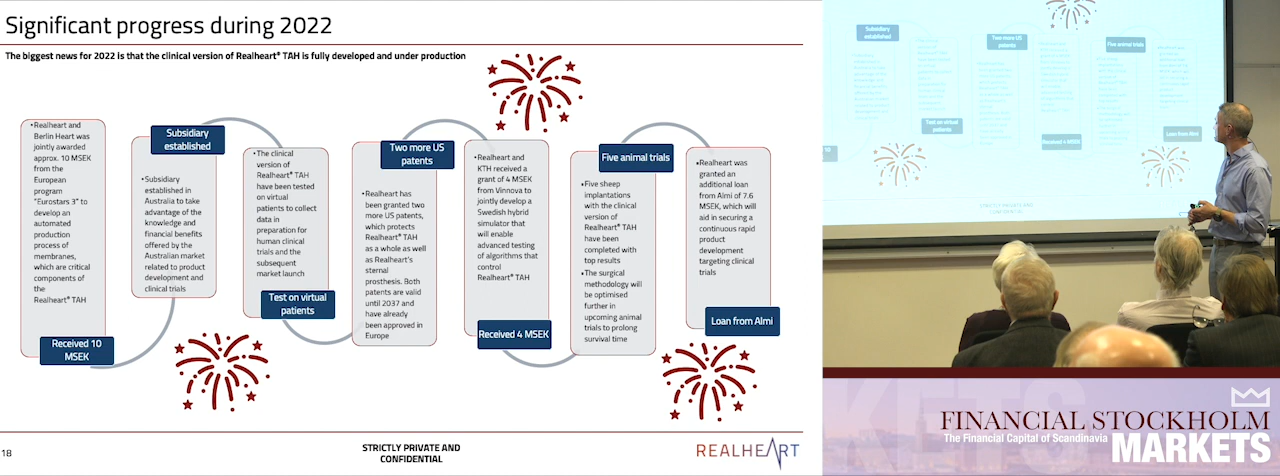 Significant progress during 2022
The biggest news for 2022 is that the clinical version of Realheart® TAH is fully developed and under production
•Realheart and
Berlin Heart was
jointly awarded
approx. 10 MSEK
from the
European
program
"Eurostars 3" to
develop an
automated
production
process of
membranes,
which are critical
components of
the
Realheart® TAH
Received 10
MSEK
Subsidiary
established
•Subsidiary
established in
Australia to take
advantage of the
knowledge and
financial benefits
offered by the
Australian market
related to product
development and
clinical trials
•The clinical
version of
Realheart® TAH
have been tested
on virtual
patients to collect
data in
preparation for
human clinical
trials and the
subsequent
market launch
Test on virtual
patients
Two more US
patents
•Realheart has
been granted two
more US patents,
which protects
Realheart® TAH
as a whole as well
as Realheart's
sternal
prosthesis. Both
patents are valid
until 2037 and
have already
been approved in
Europe
•Realheart and
KTH received a
grant of 4 MSEK
from Vinnova to
jointly develop a
Swedish hybrid
simulator that
will enable
advanced testing
of algorithms that
control
Realheart® TAH
Received 4 MSEK
Five animal trials
•Five sheep
implantations
with the clinical
version of
Realheart® TAH
have been
completed with
top results
•The surgical
methodology will
be optimised
further in
upcoming animal
trials to prolong
survival time
•Realheart was
granted an
additional loan
from Almi of 7.6
MSEK, which will
aid in securing a
continuous rapid
product
development
targeting clinical
trials
Loan from Almi
18
STRICTLY PRIVATE AND
CONFIDENTIAL
REALHEART
Subsidiary
established
Two more US
patents
Five animal trials
Test on virtual
patients
Received 4 MSEK
Loan from Almi
STRICTLY PRIVATE AND
CONFIDENTIAL
KETS
FINANCIAL STOCKHOLM
The Financial Capital of Scandinavia
MARKETS